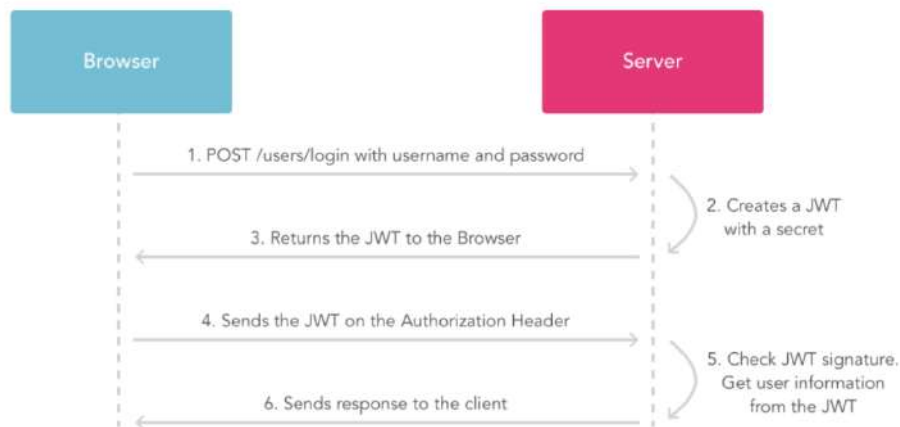 Browser
Server
1. POST /users/login with username and password
2. Creates a JWT
with a secret
3. Returns the JWT to the Browser
4. Sends the JWT on the Authorization Header
5. Check JWT signature.
Get user information
from the JWT
6. Sends response to the client